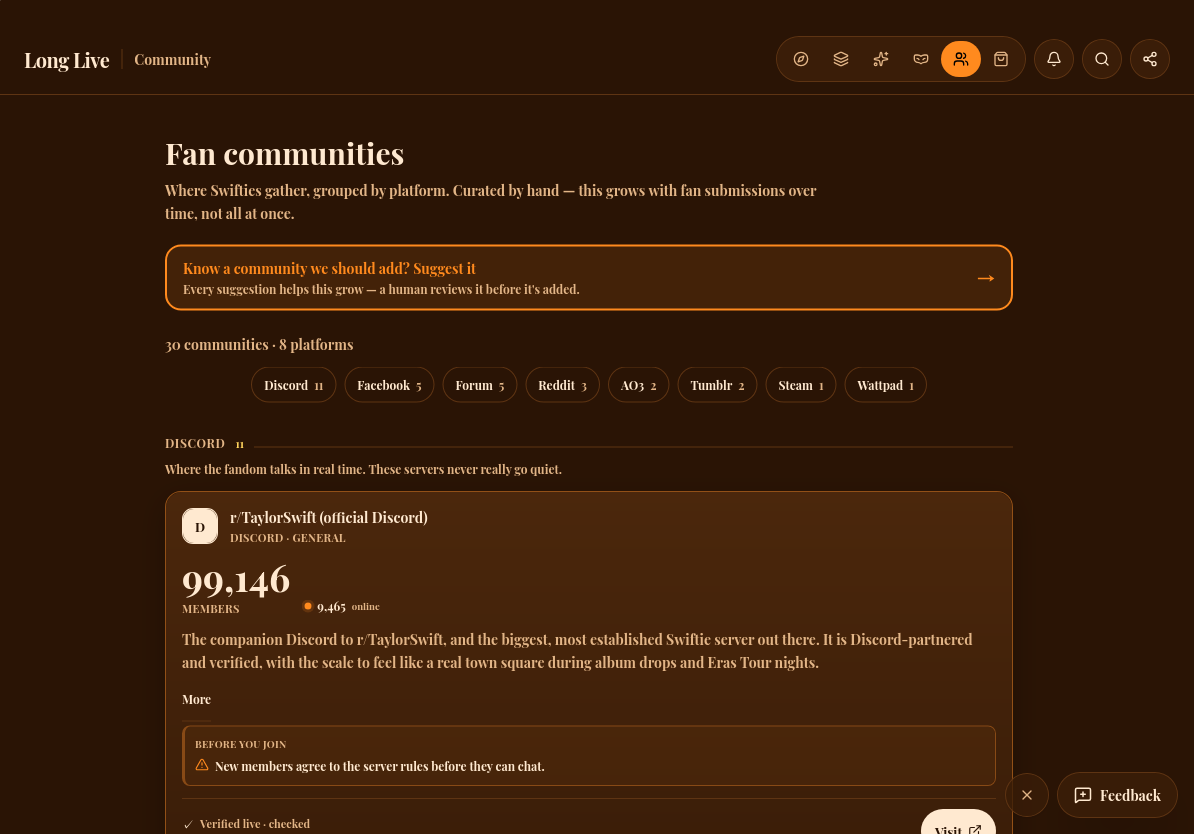 Long Live
Community
Fan communities
Where Swifties gather, grouped by platform. Curated by hand — this grows with fan submissions over
time, not all at once.
Know a community we should add? Suggest it
Every suggestion helps this grow — a human reviews it before it's added.
30 communities · 8 platforms
Discord 11
Facebook 5
Forum 5
Reddit 3
AO3 2
Tumblr 2
Steam 1
Wattpad 1
DISCORD 11
Where the fandom talks in real time. These servers never really go quiet.
D
r/TaylorSwift (official Discord)
DISCORD · GENERAL
99,146
MEMBERS
9,465 online
The companion Discord to r/TaylorSwift, and the biggest, most established Swiftie server out there. It is Discord-partnered
and verified, with the scale to feel like a real town square during album drops and Eras Tour nights.
More
BEFORE YOU JOIN
New members agree to the server rules before they can chat.
✓ Verified live · checked
Visit
Feedback